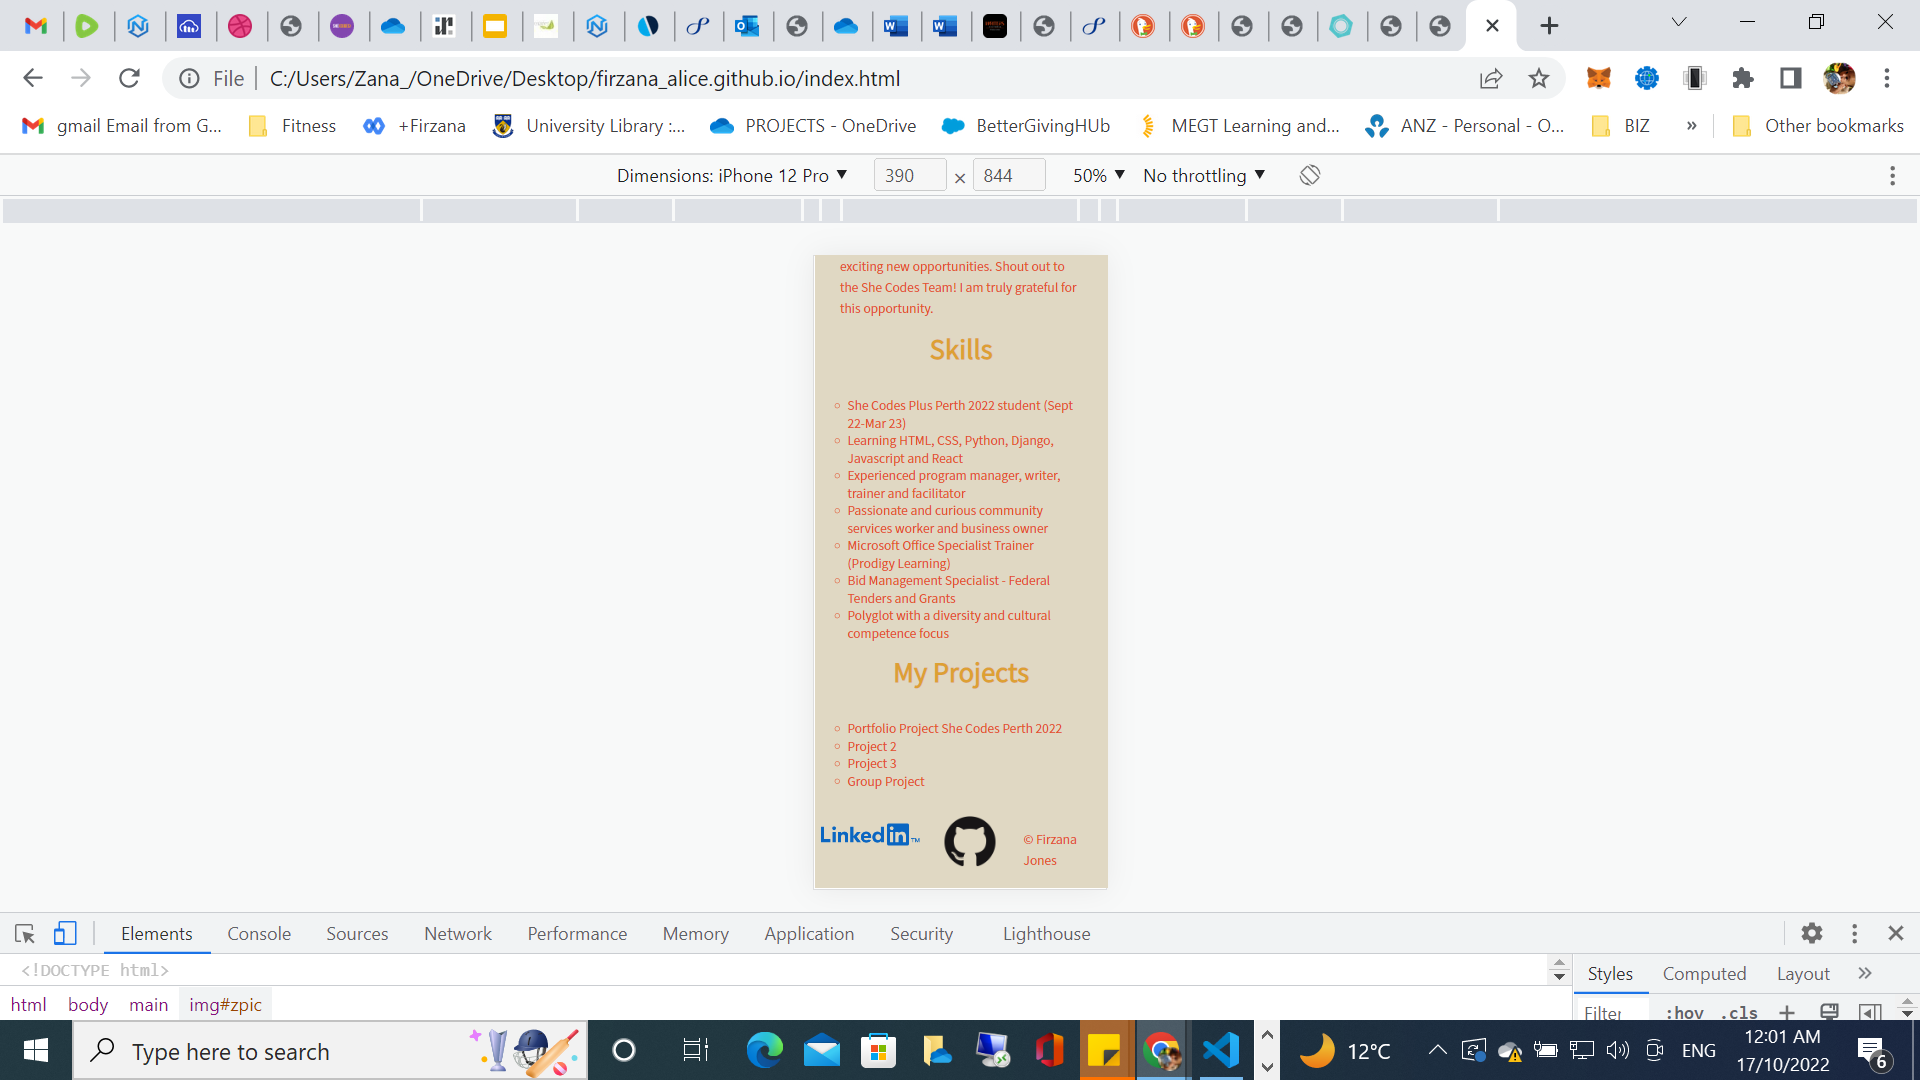 File
C:/Users/Zana_/OneDrive/Desktop/firzana_alice.github.io/index.html
gmail Email from G...
Fitness
+Firzana
University Library :...
PROJECTS - OneDrive
BetterGivingHUb
MEGT Learning and...
ANZ - Personal - O...
BIZ
»
Other bookmarks
Dimensions: iPhone 12 Pro ▼
390 × 844
50% ▼
No throttling ▼
exciting new opportunities. Shout out to
the She Codes Team! I am truly grateful for
this opportunity.
Skills
She Codes Plus Perth 2022 student (Sept
22-Mar 23)
Learning HTML, CSS, Python, Django,
Javascript and React
Experienced program manager, writer,
trainer and facilitator
Passionate and curious community
services worker and business owner
Microsoft Office Specialist Trainer
(Prodigy Learning)
Bid Management Specialist - Federal
Tenders and Grants
Polyglot with a diversity and cultural
competence focus
My Projects
Portfolio Project She Codes Perth 2022
Project 2
Project 3
Group Project
LinkedIn™
© Firzana
Jones
Elements
Console
Sources
Network
Performance
Memory
Application
Security
Lighthouse
<!DOCTYPE html>
Styles
Computed
Layout
»
html
body
main
img#zpic
Filter
:hov
.cls
Type here to search
12°C
ENG
12:01 AM
17/10/2022
6